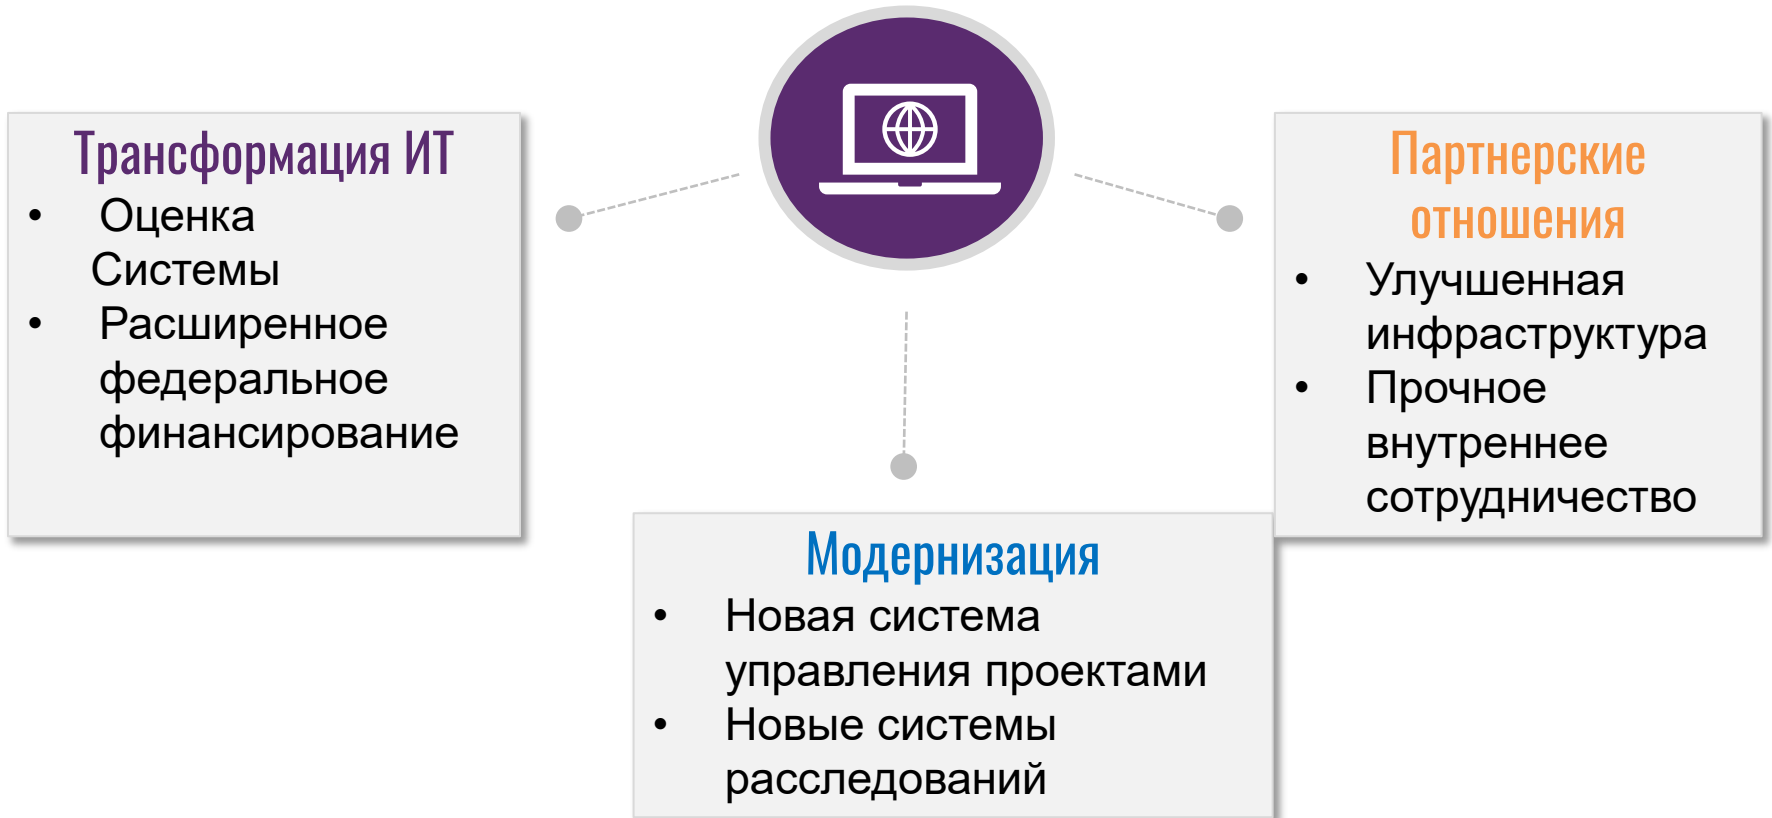 Трансформация ИТ
• Оценка
Системы
• Расширенное
федеральное
финансирование
Модернизация
• Новая система
управления проектами
• Новые системы
расследований
Партнерские
отношения
• Улучшенная
инфраструктура
• Прочное
внутреннее
сотрудничество